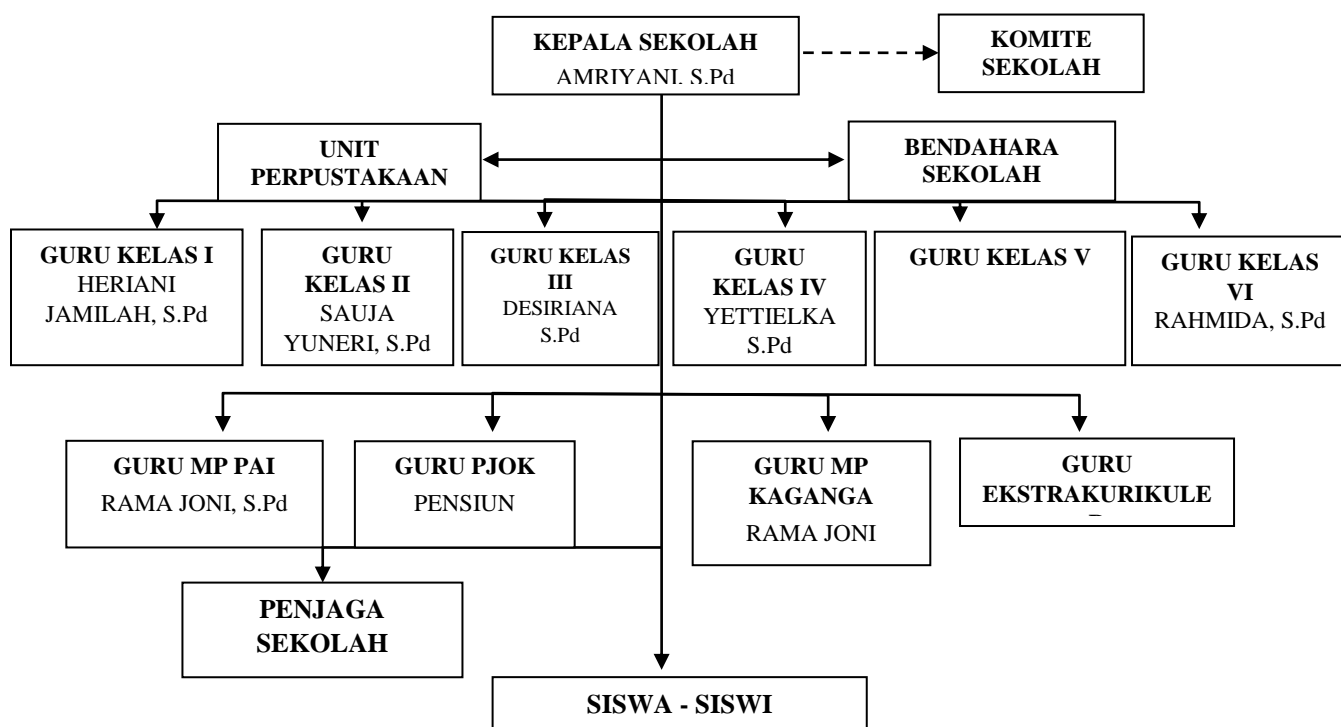 KEPALA SEKOLAH
AMRIYANI, S.Pd
KOMITE
SEKOLAH
UNIT
PERPUSTAKAAN
BENDAHARA
SEKOLAH
GURU KELAS I
HERIANI
JAMILAH, S.Pd
GURU
KELAS II
SAUJA
YUNERI, S.Pd
GURU KELAS
III
DESIRIANA
S.Pd
GURU
KELAS IV
YETTIELKA
S.Pd
GURU KELAS V
GURU KELAS
VI
RAHMIDA, S.Pd
GURU MP PAI
RAMA JONI, S.Pd
GURU PJOK
PENSIUN
GURU MP
KAGANGA
RAMA JONI
GURU
EKSTRAKURIKULE
PENJAGA
SEKOLAH
SISWA - SISWI